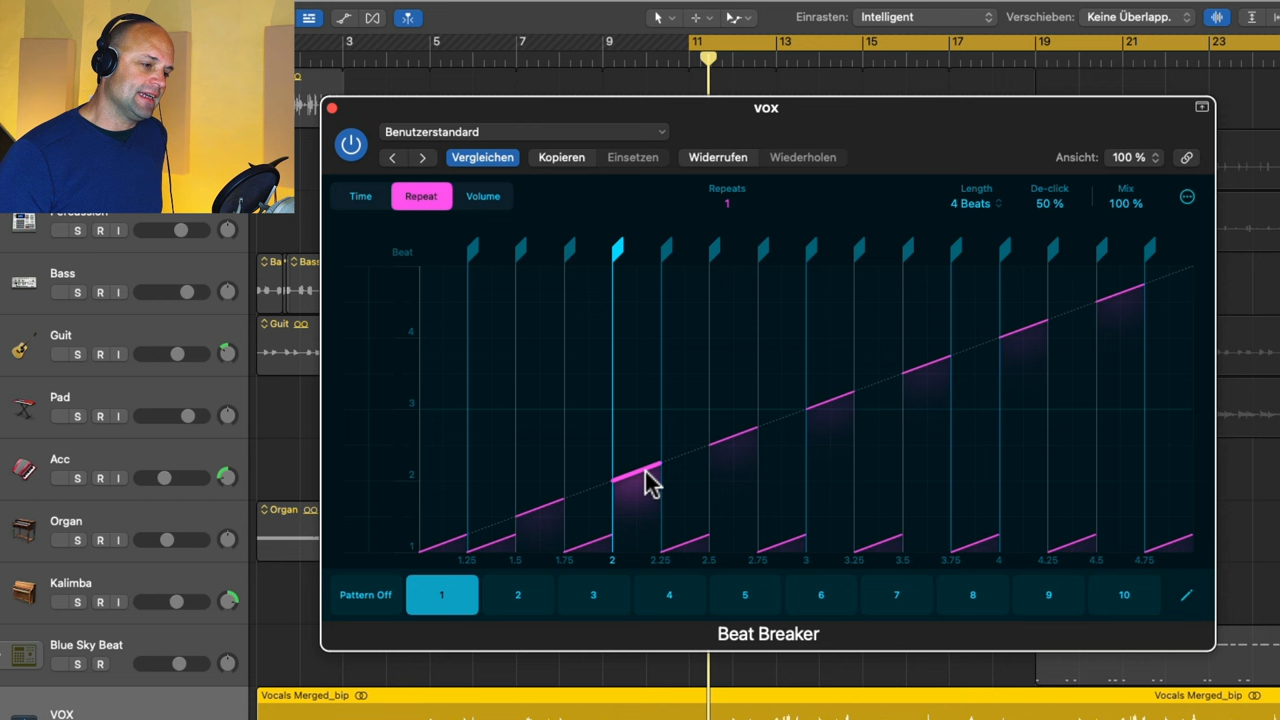 Einrasten: Intelligent
Verschieben: Keine Überlapp.
3 5 7 9 11 13 15 17 19 21 23
vox
Benutzerstandard
Vergleichen Kopieren Einsetzen Widerrufen Wiederholen
Ansicht: 100 %
Time Repeat Volume
Repeats
1
Length De-click Mix
4 Beats 50 % 100 %
Beat
4
3
2
1
1.25 1.5 1.75 2 2.25 2.5 2.75 3 3.25 3.5 3.75 4 4.25 4.5 4.75
Pattern Off 1 2 3 4 5 6 7 8 9 10
Beat Breaker
Percussion
S R I
Bass
S R I
Ba Bass
Guit
S R I
Guit
Pad
S R I
Acc
S R I
Organ
S R I
Organ
Kalimba
S R I
Blue Sky Beat
S R
VOX
Vocals Merged_bip
Vocals Merged_bip